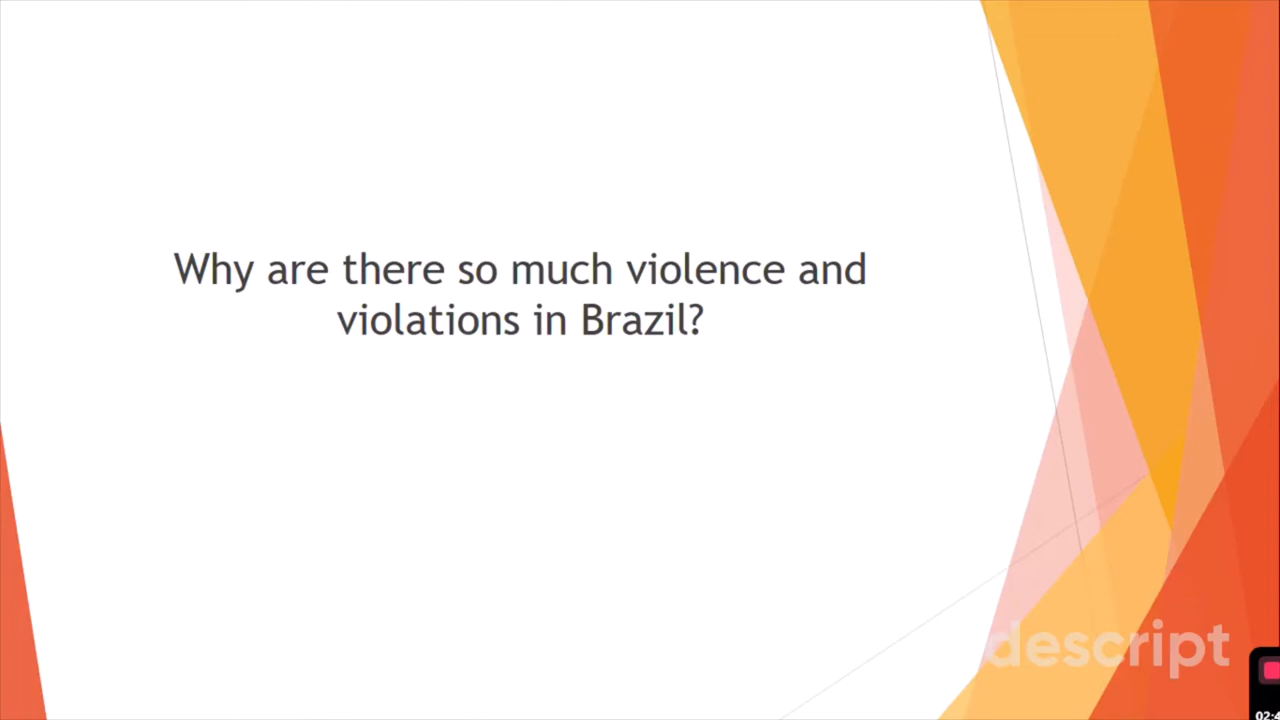 Why are there so much violence and
violations in Brazil?
descript